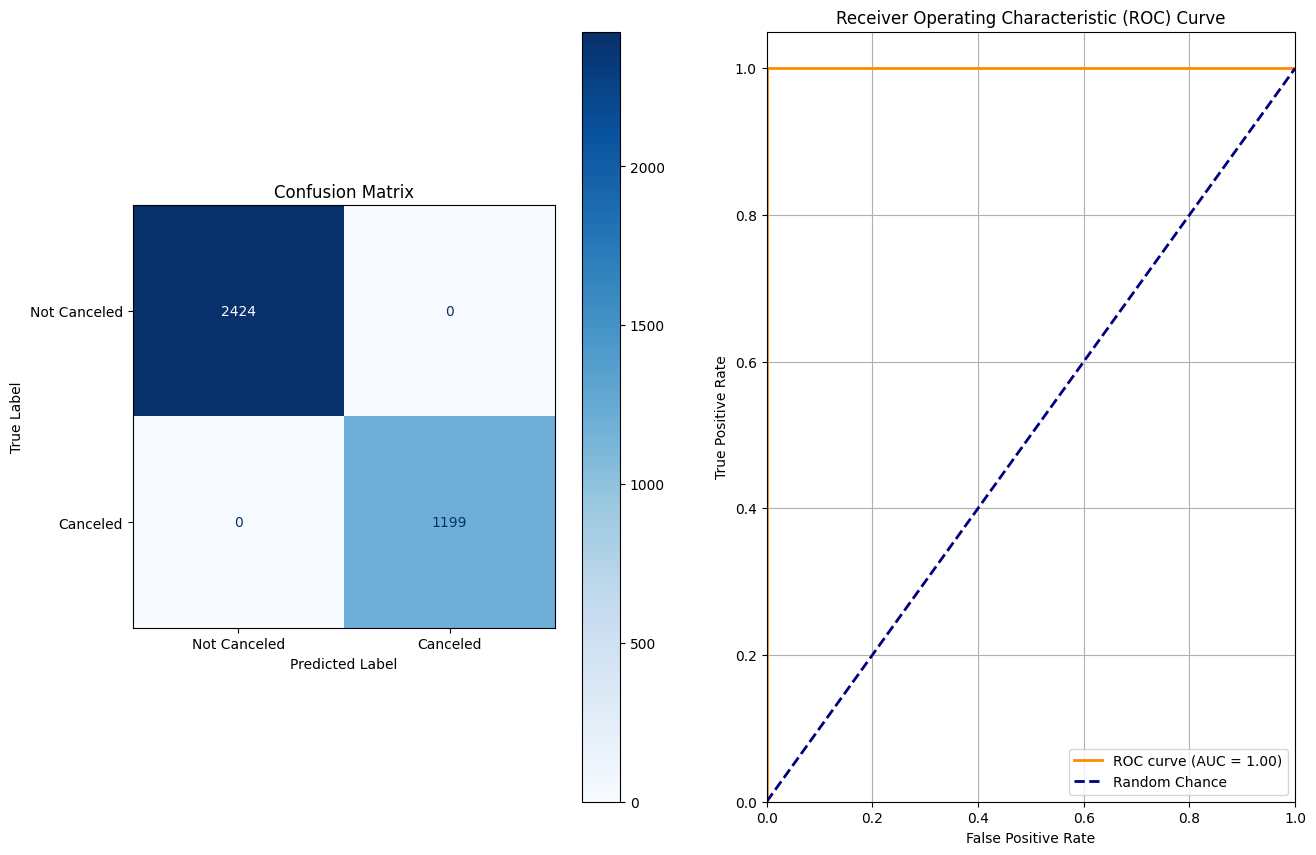 Confusion Matrix
True Label
Not Canceled
Canceled
2424
0
0
1199
Not Canceled
Canceled
Predicted Label
2000
1500
1000
500
0
Receiver Operating Characteristic (ROC) Curve
True Positive Rate
1.0
0.8
0.6
0.4
0.2
0.0
0.0
0.2
0.4
0.6
0.8
1.0
False Positive Rate
ROC curve (AUC = 1.00)
Random Chance